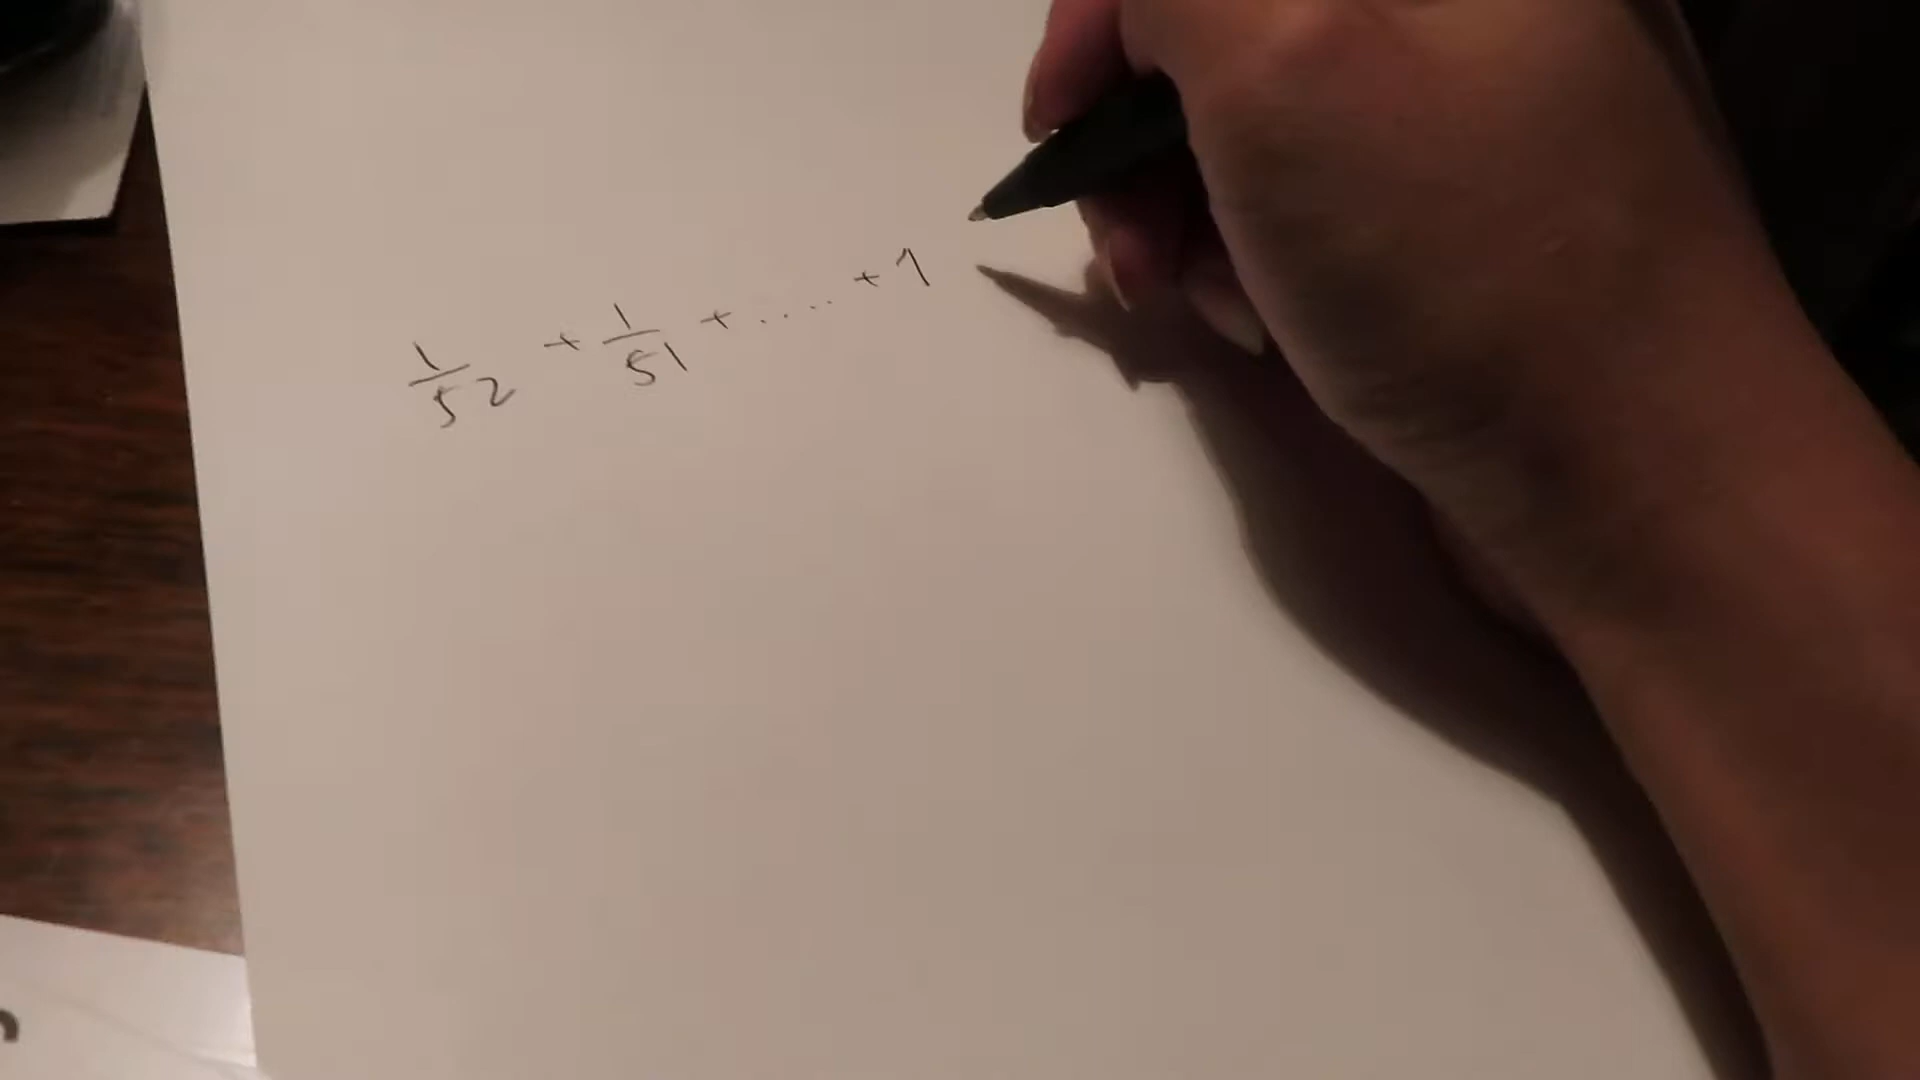 1/52 + 1/51 + ..... + 1